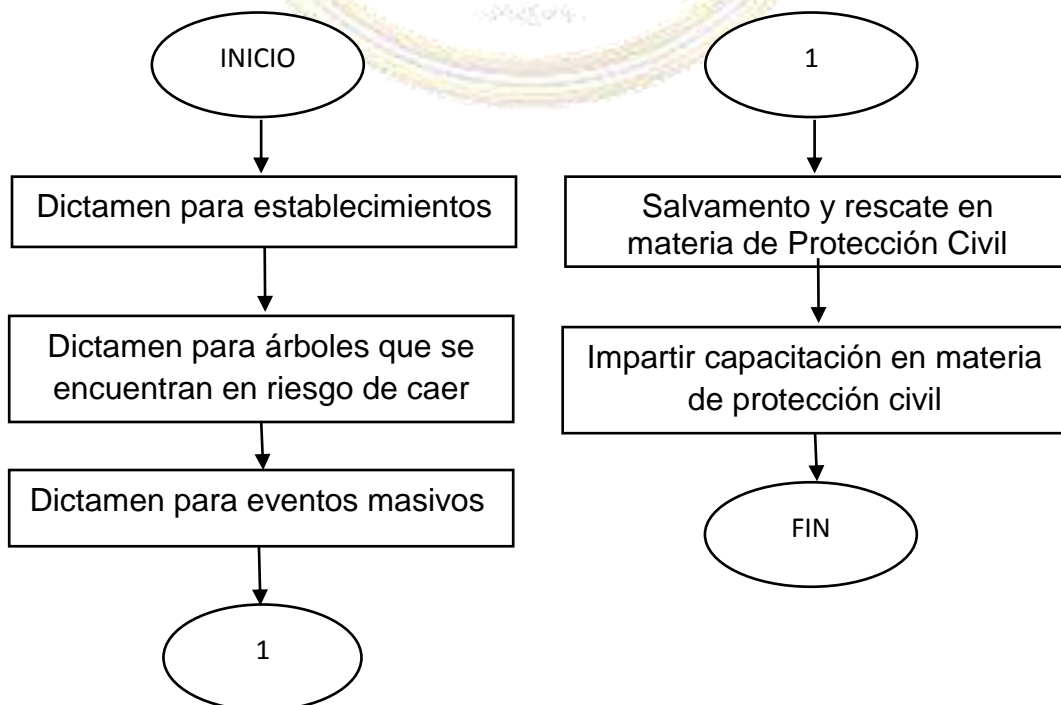 INICIO
Dictamen para establecimientos
Dictamen para árboles que se
encuentran en riesgo de caer
Dictamen para eventos masivos
1
1
Salvamento y rescate en
materia de Protección Civil
Impartir capacitación en materia
de protección civil
FIN